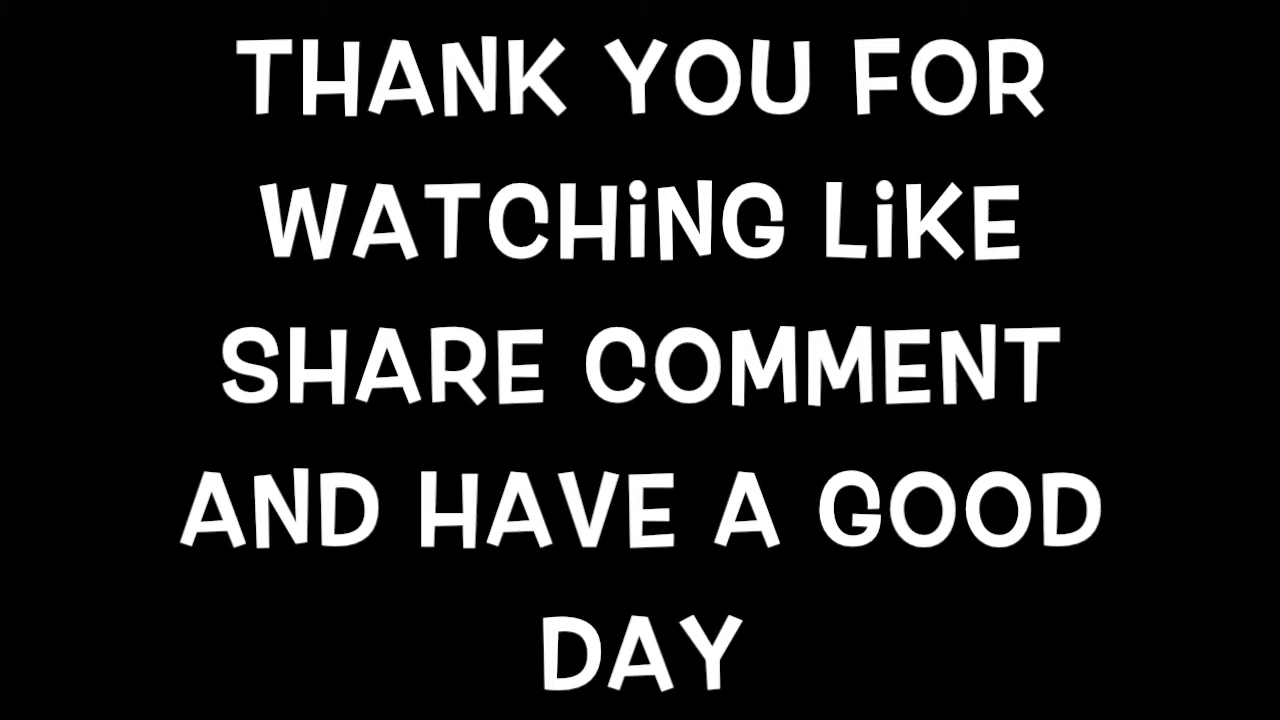 THANK YOU FOR
WATCHiNG LiKE
SHARE COMMENT
AND HAVE A GOOD
DAY